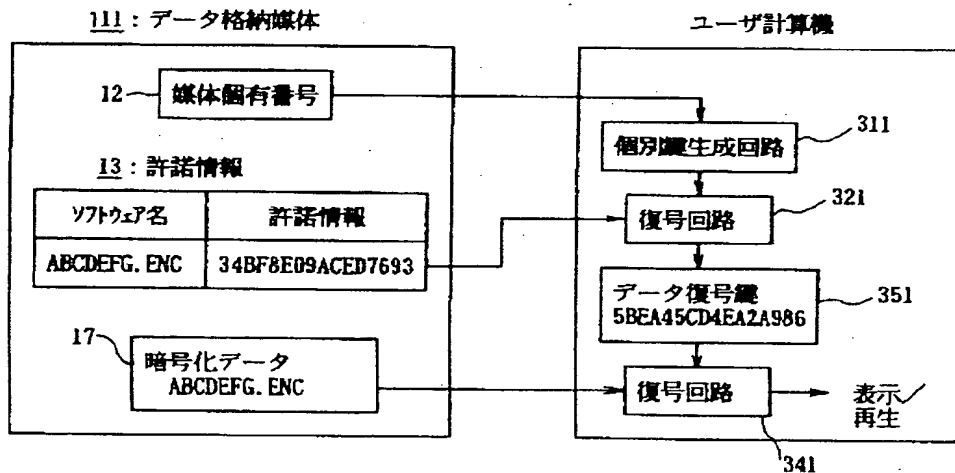 111：データ格納媒体
ユーザ計算機
12
媒体個有番号
311
個別鍵生成回路
13：許諾情報
ソフトウェア名
許諾情報
ABCDEFG.ENC
34BF8E09ACED7693
321
復号回路
351
データ復号鍵
5BEA45CD4EA2A986
17
暗号化データ
ABCDEFG.ENC
復号回路
表示／
再生
341